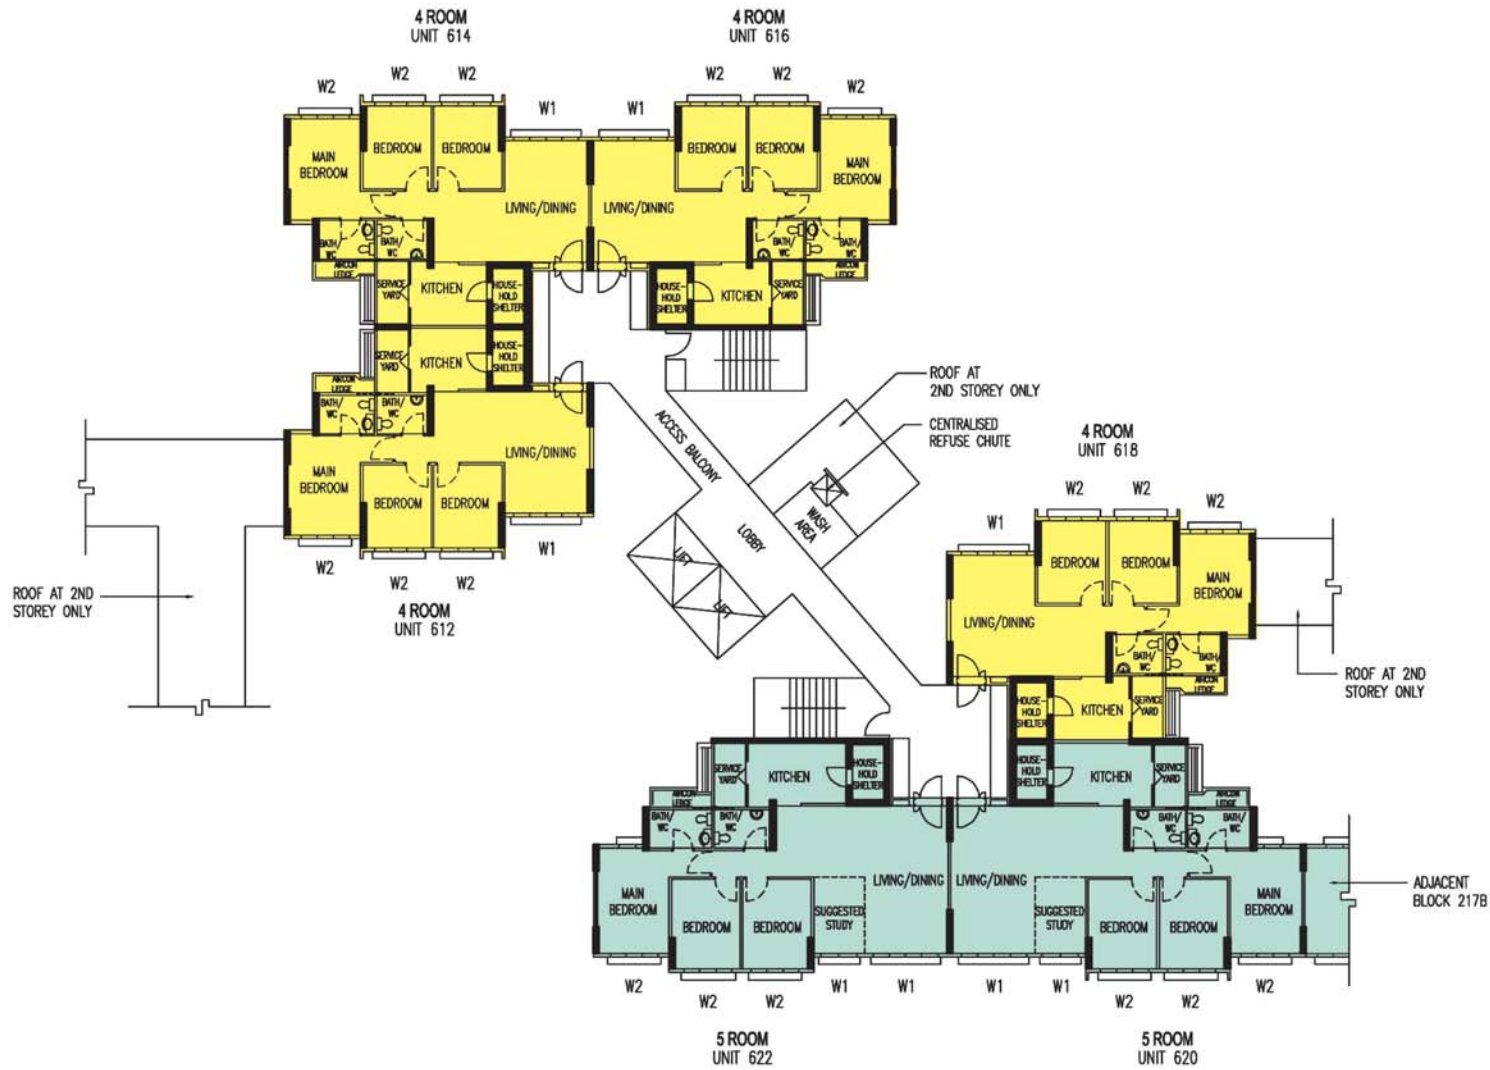 4 ROOM
UNIT 614
4 ROOM
UNIT 616
W2
W2
W2
W1
W1
W2
W2
W2
MAIN
BEDROOM
BEDROOM
BEDROOM
LIVING/DINING
BATH/
WC
BATH/
WC
AIRCON
LEDGE
SERVICE
YARD
KITCHEN
HOUSE-
HOLD
SHELTER
LIVING/DINING
BEDROOM
BEDROOM
MAIN
BEDROOM
BATH/
WC
BATH/
WC
AIRCON
LEDGE
HOUSE-
HOLD
SHELTER
KITCHEN
SERVICE
YARD
SERVICE
YARD
KITCHEN
HOUSE-
HOLD
SHELTER
AIRCON
LEDGE
BATH/
WC
BATH/
WC
LIVING/DINING
MAIN
BEDROOM
BEDROOM
BEDROOM
W2
W2
W2
W1
4 ROOM
UNIT 612
ROOF AT 2ND
STOREY ONLY
ACCESS BALCONY
LOBBY
LIFT
LIFT
WASH
AREA
ROOF AT
2ND STOREY ONLY
CENTRALISED
REFUSE CHUTE
4 ROOM
UNIT 618
W1
W2
W2
W2
BEDROOM
BEDROOM
MAIN
BEDROOM
LIVING/DINING
BATH/
WC
BATH/
WC
AIRCON
LEDGE
HOUSE-
HOLD
SHELTER
KITCHEN
SERVICE
YARD
ROOF AT 2ND
STOREY ONLY
SERVICE
YARD
KITCHEN
HOUSE-
HOLD
SHELTER
AIRCON
LEDGE
BATH/
WC
BATH/
WC
MAIN
BEDROOM
BEDROOM
BEDROOM
SUGGESTED
STUDY
LIVING/DINING
HOUSE-
HOLD
SHELTER
KITCHEN
SERVICE
YARD
AIRCON
LEDGE
BATH/
WC
BATH/
WC
LIVING/DINING
SUGGESTED
STUDY
BEDROOM
BEDROOM
MAIN
BEDROOM
ADJACENT
BLOCK 217B
W2
W2
W2
W1
W1
W1
W1
W2
W2
W2
5 ROOM
UNIT 622
5 ROOM
UNIT 620